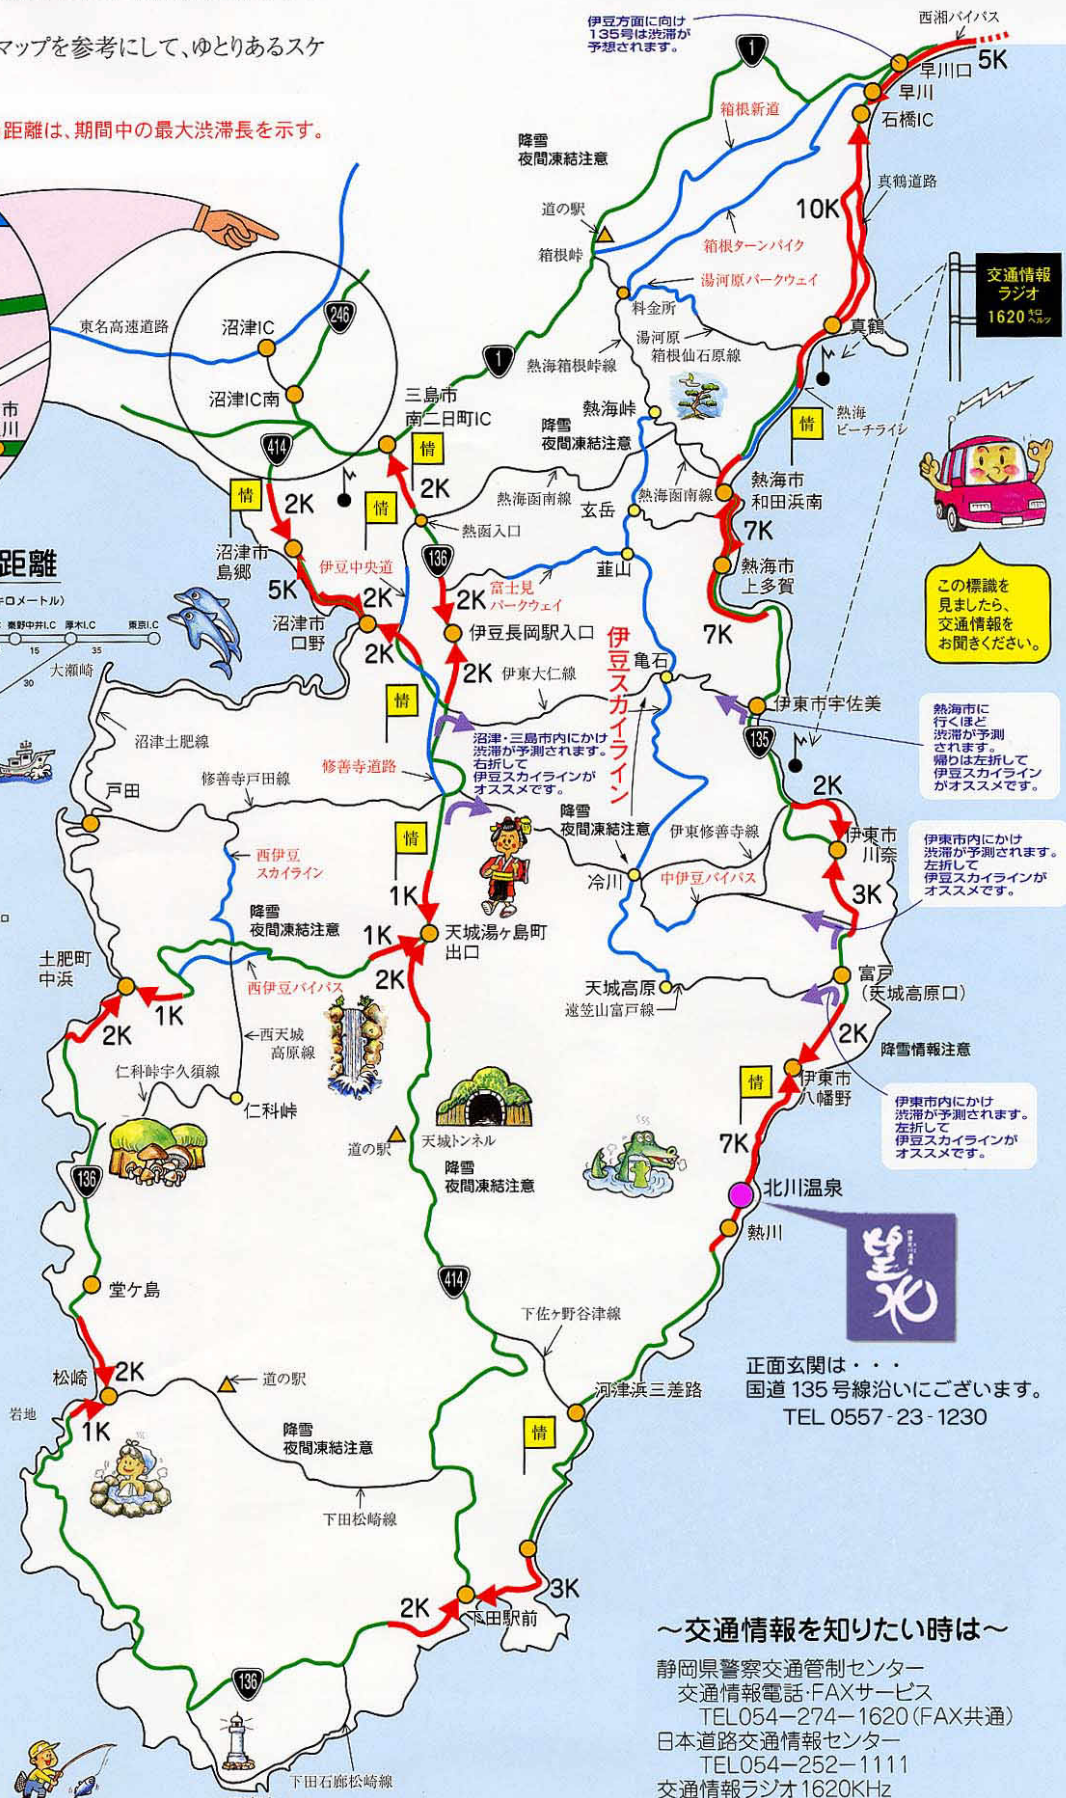 マップを参考にして、ゆとりあるスケ
距離は、期間中の最大渋滞長を示す。
伊豆方面に向け
135号は渋滞が
予想されます。
西湘バイパス
5K
早川口
早川
石橋IC
1
箱根新道
降雪
夜間凍結注意
真鶴道路
10K
道の駅
箱根峠
箱根ターンパイク
湯河原パークウェイ
料金所
湯河原
箱根仙石原線
真鶴
交通情報
ラジオ
1620キロヘルツ
東名高速道路
沼津IC
246
沼津IC南
1
熱海箱根峠線
三島市
南二日町IC
熱海峠
降雪
夜間凍結注意
情
熱海
ビーチライン
市
川
414
情
2K
情
情
2K
熱海函南線
熱海函南線
熱海市
和田浜南
玄岳
熱函入口
7K
沼津市
島郷
136
韮山
熱海市
上多賀
距離
キロメートル)
秦野中井I.C
厚木I.C
東京I.C
15
35
30
5K
伊豆中央道
2K
2K
富士見
パークウェイ
7K
この標識を
見ましたら、
交通情報を
お聞きください。
沼津市
口野
2K
伊豆長岡駅入口
伊豆スカイライン
大瀬崎
2K
伊東大仁線
亀石
情
伊東市宇佐美
135
沼津土肥線
沼津・三島市内にかけ
渋滞が予測されます。
右折して
伊豆スカイラインが
オススメです。
熱海市に
行くほど
渋滞が予測
されます。
帰りは左折して
伊豆スカイライン
がオススメです。
修善寺道路
修善寺戸田線
戸田
2K
降雪
夜間凍結注意
伊東修善寺線
伊東市
川奈
伊東市内にかけ
渋滞が予測されます。
左折して
伊豆スカイラインが
オススメです。
情
西伊豆
スカイライン
冷川
中伊豆バイパス
1K
3K
降雪
夜間凍結注意
1K
天城湯ヶ島町
出口
土肥町
中浜
2K
西伊豆バイパス
天城高原
遠笠山富戸線
富戸
(天城高原口)
1K
2K
2K
降雪情報注意
西天城
高原線
仁科峠宇久須線
仁科峠
情
伊東市
八幡野
伊東市内にかけ
渋滞が予測されます。
左折して
伊豆スカイラインが
オススメです。
道の駅
天城トンネル
7K
降雪
夜間凍結注意
136
北川温泉
熱川
望水
414
堂ケ島
下佐ヶ野谷津線
正面玄関は・・・
国道135号線沿いにございます。
TEL 0557-23-1230
2K
松崎
道の駅
河津浜三差路
岩地
1K
降雪
夜間凍結注意
情
下田松崎線
3K
2K
下田駅前
136
下田石廊松崎線
～交通情報を知りたい時は～
静岡県警察交通管制センター
交通情報電話・FAXサービス
TEL054−274−1620(FAX共通)
日本道路交通情報センター
TEL054−252−1111
交通情報ラジオ1620KHz